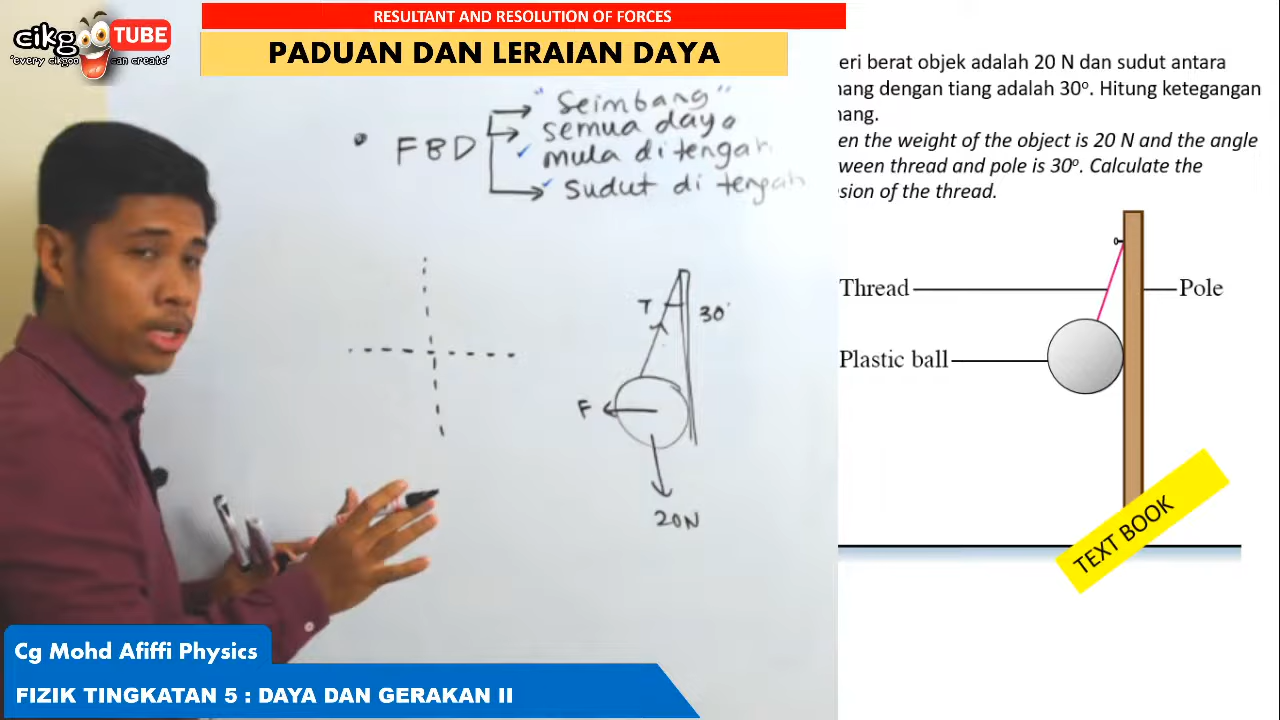 RESULTANT AND RESOLUTION OF FORCES
cikgooTUBE
"every cikgoo can create"
PADUAN DAN LERAIAN DAYA
eri berat objek adalah 20 N dan sudut antara
nang dengan tiang adalah 30°. Hitung ketegangan
nang.
en the weight of the object is 20 N and the angle
ween thread and pole is 30°. Calculate the
sion of the thread.
FBD
"Seimbang"
semua daya
mula di tengah
sudut di tengah
T
30°
F
20N
Thread
Pole
Plastic ball
TEXT BOOK
Cg Mohd Afiffi Physics
FIZIK TINGKATAN 5 : DAYA DAN GERAKAN II